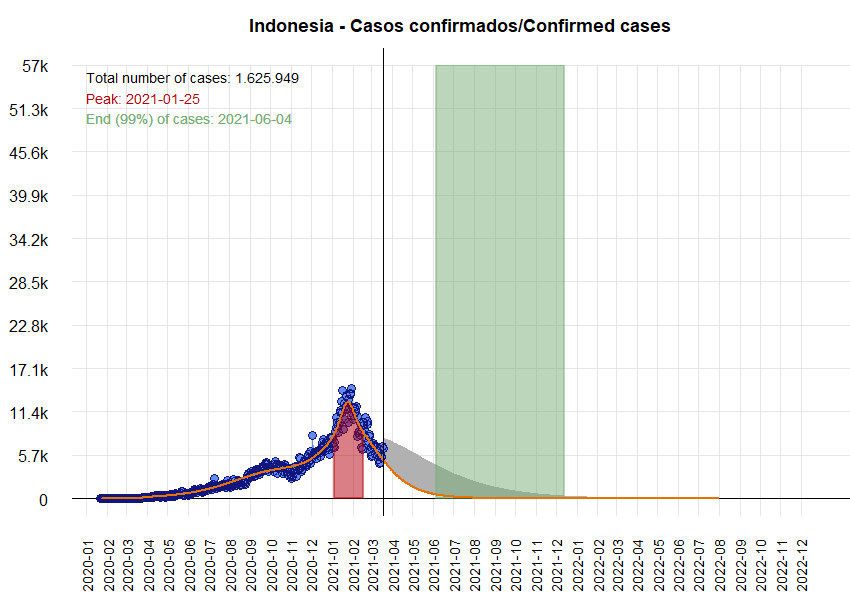 Indonesia - Casos confirmados/Confirmed cases
57k
51.3k
45.6k
39.9k
34.2k
28.5k
22.8k
17.1k
11.4k
5.7k
0
Total number of cases: 1.625.949
Peak: 2021-01-25
End (99%) of cases: 2021-06-04
2020-01
2020-02
2020-03
2020-04
2020-05
2020-06
2020-07
2020-08
2020-09
2020-10
2020-11
2020-12
2021-01
2021-02
2021-03
2021-04
2021-05
2021-06
2021-07
2021-08
2021-09
2021-10
2021-11
2021-12
2022-01
2022-02
2022-03
2022-04
2022-05
2022-06
2022-07
2022-08
2022-09
2022-10
2022-11
2022-12